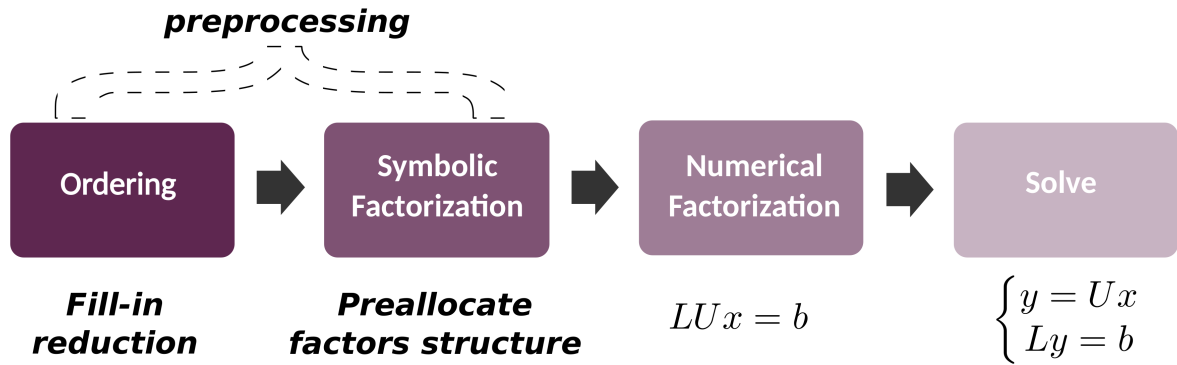 preprocessing
Ordering
Symbolic
Factorization
Numerical
Factorization
Solve
Fill-in
reduction
Preallocate
factors structure
LUx = b
y = Ux
Ly = b